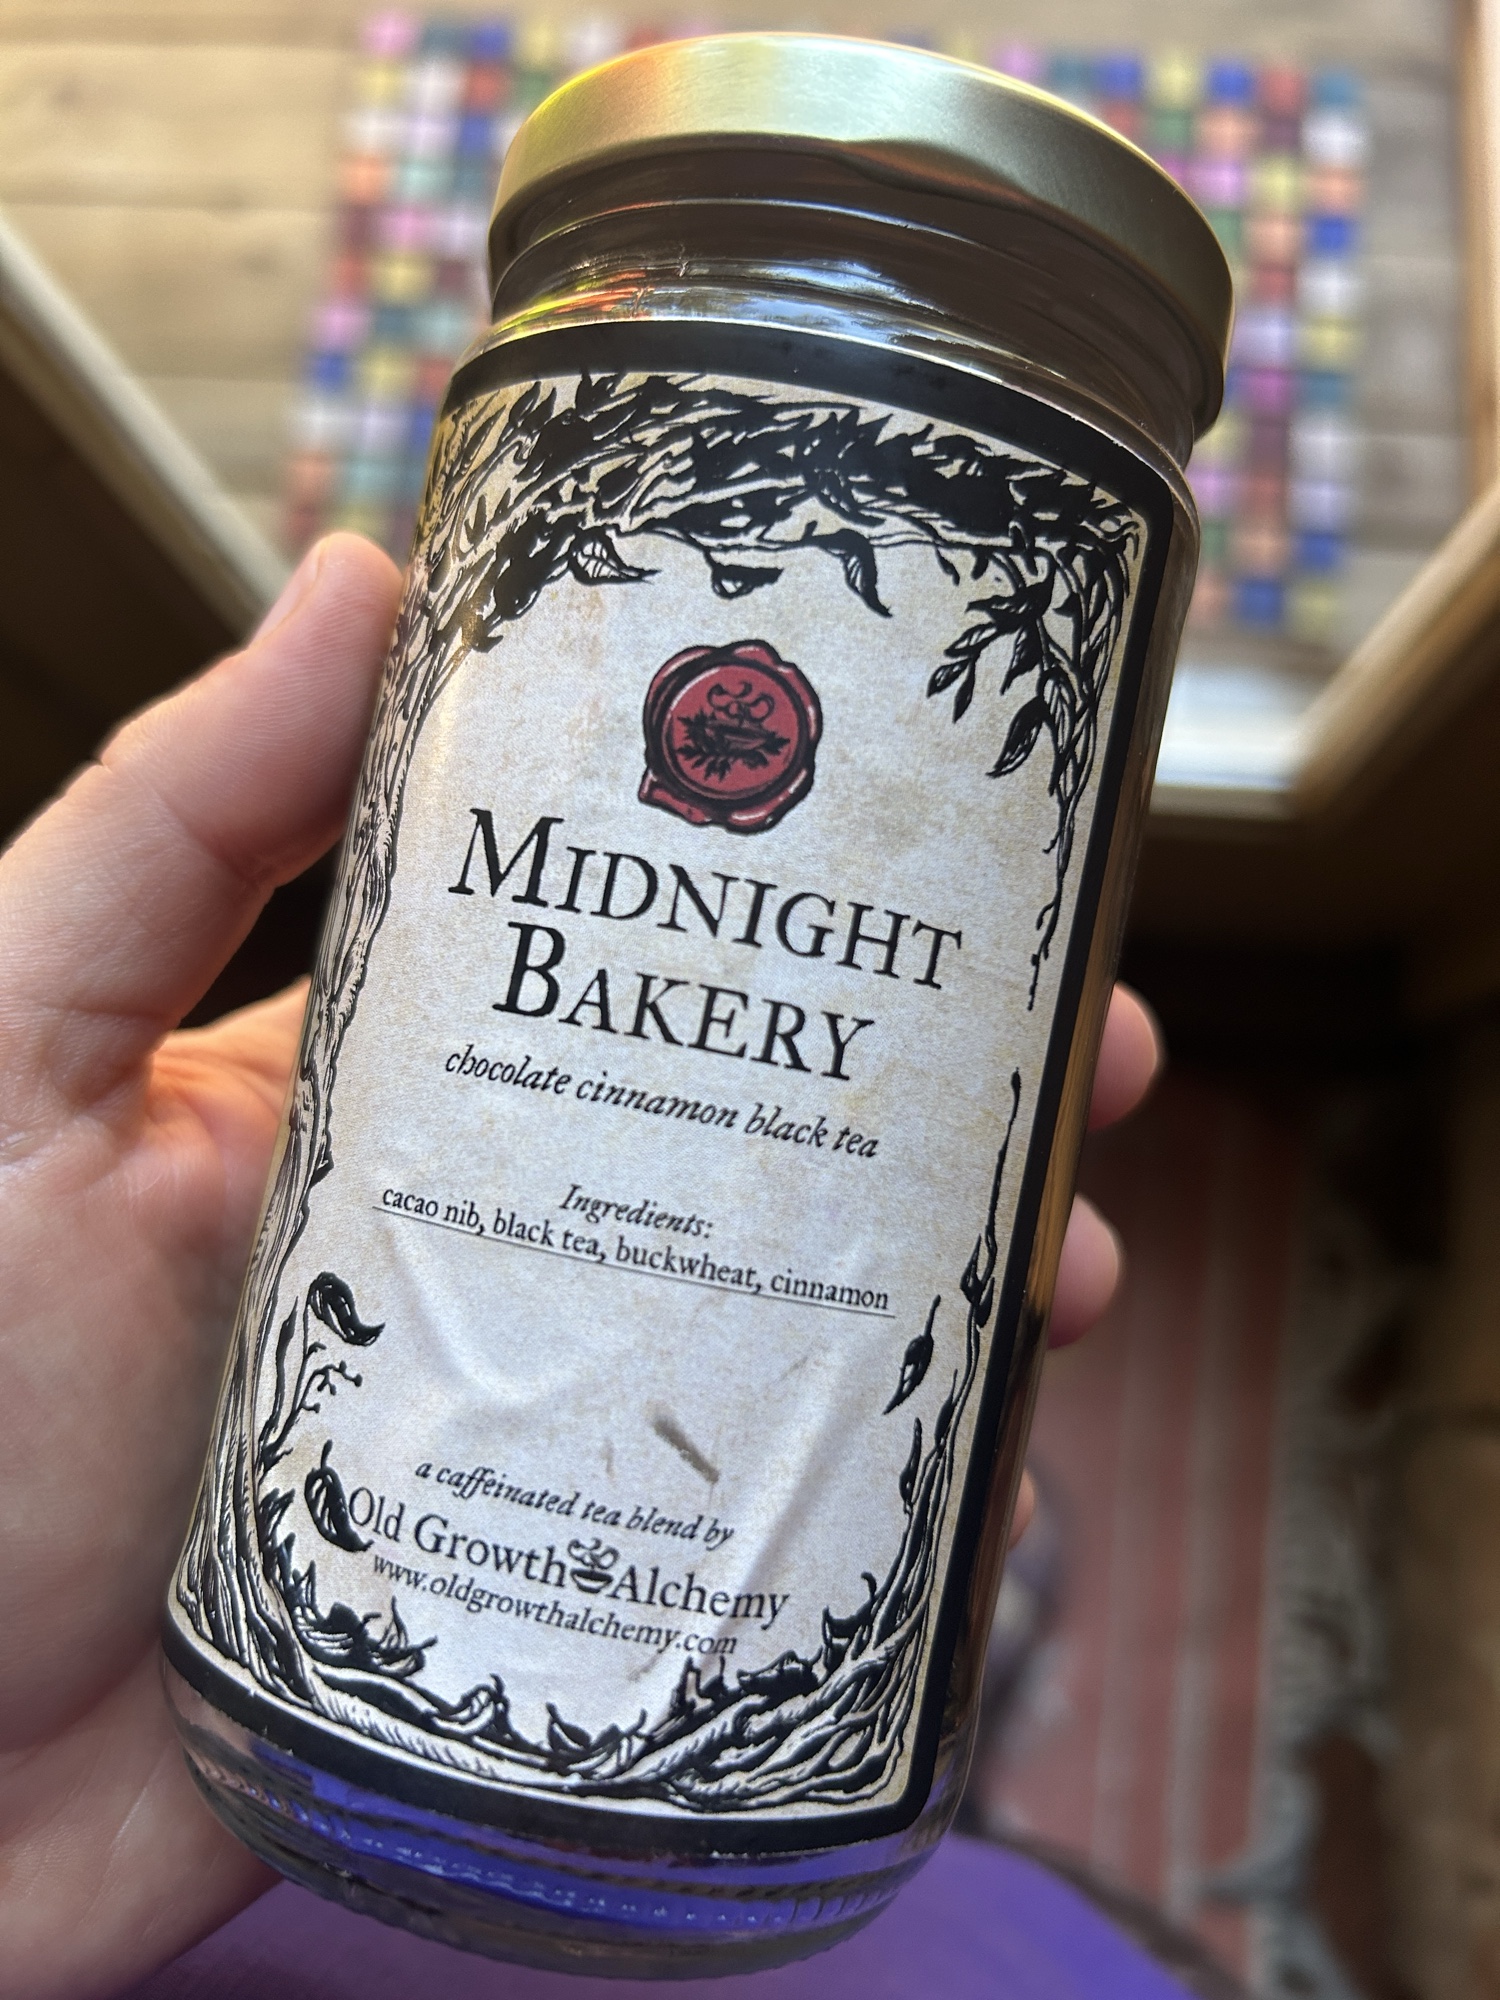 MIDNIGHT
BAKERY
chocolate cinnamon black tea
Ingredients:
cacao nib, black tea, buckwheat, cinnamon
a caffeinated tea blend by
Old Growth Alchemy
www.oldgrowthalchemy.com